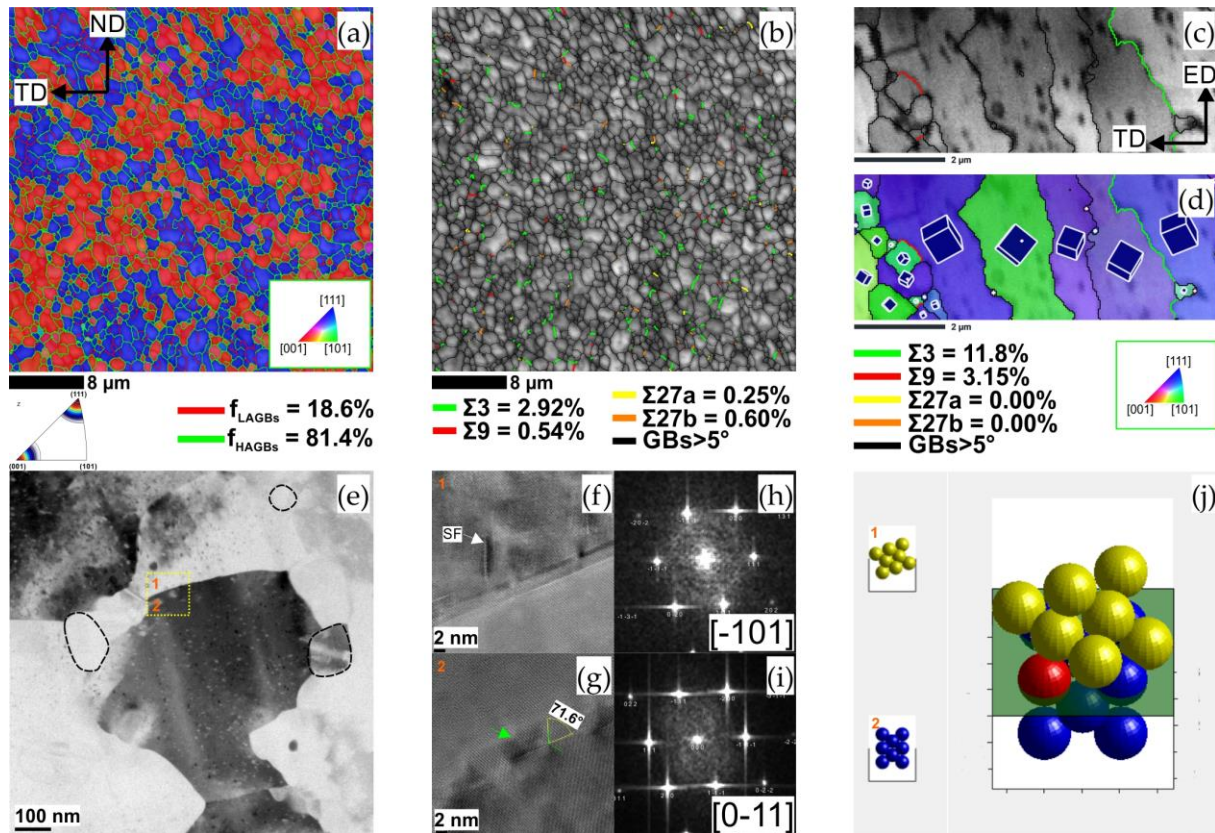 (a)
ND
TD
[111]
[001] [101]
8 µm
z
(111)
(001) (101)
fLAGBs = 18.6%
fHAGBs = 81.4%
(b)
8 µm
Σ3 = 2.92%
Σ9 = 0.54%
Σ27a = 0.25%
Σ27b = 0.60%
GBs>5°
(c)
ED
TD
2 µm
(d)
2 µm
Σ3 = 11.8%
Σ9 = 3.15%
Σ27a = 0.00%
Σ27b = 0.00%
GBs>5°
[111]
[001] [101]
(e)
1
2
100 nm
1
(f)
SF
2 nm
(h)
[-101]
2
(g)
71.6°
2 nm
(i)
[0-11]
(j)
1
2